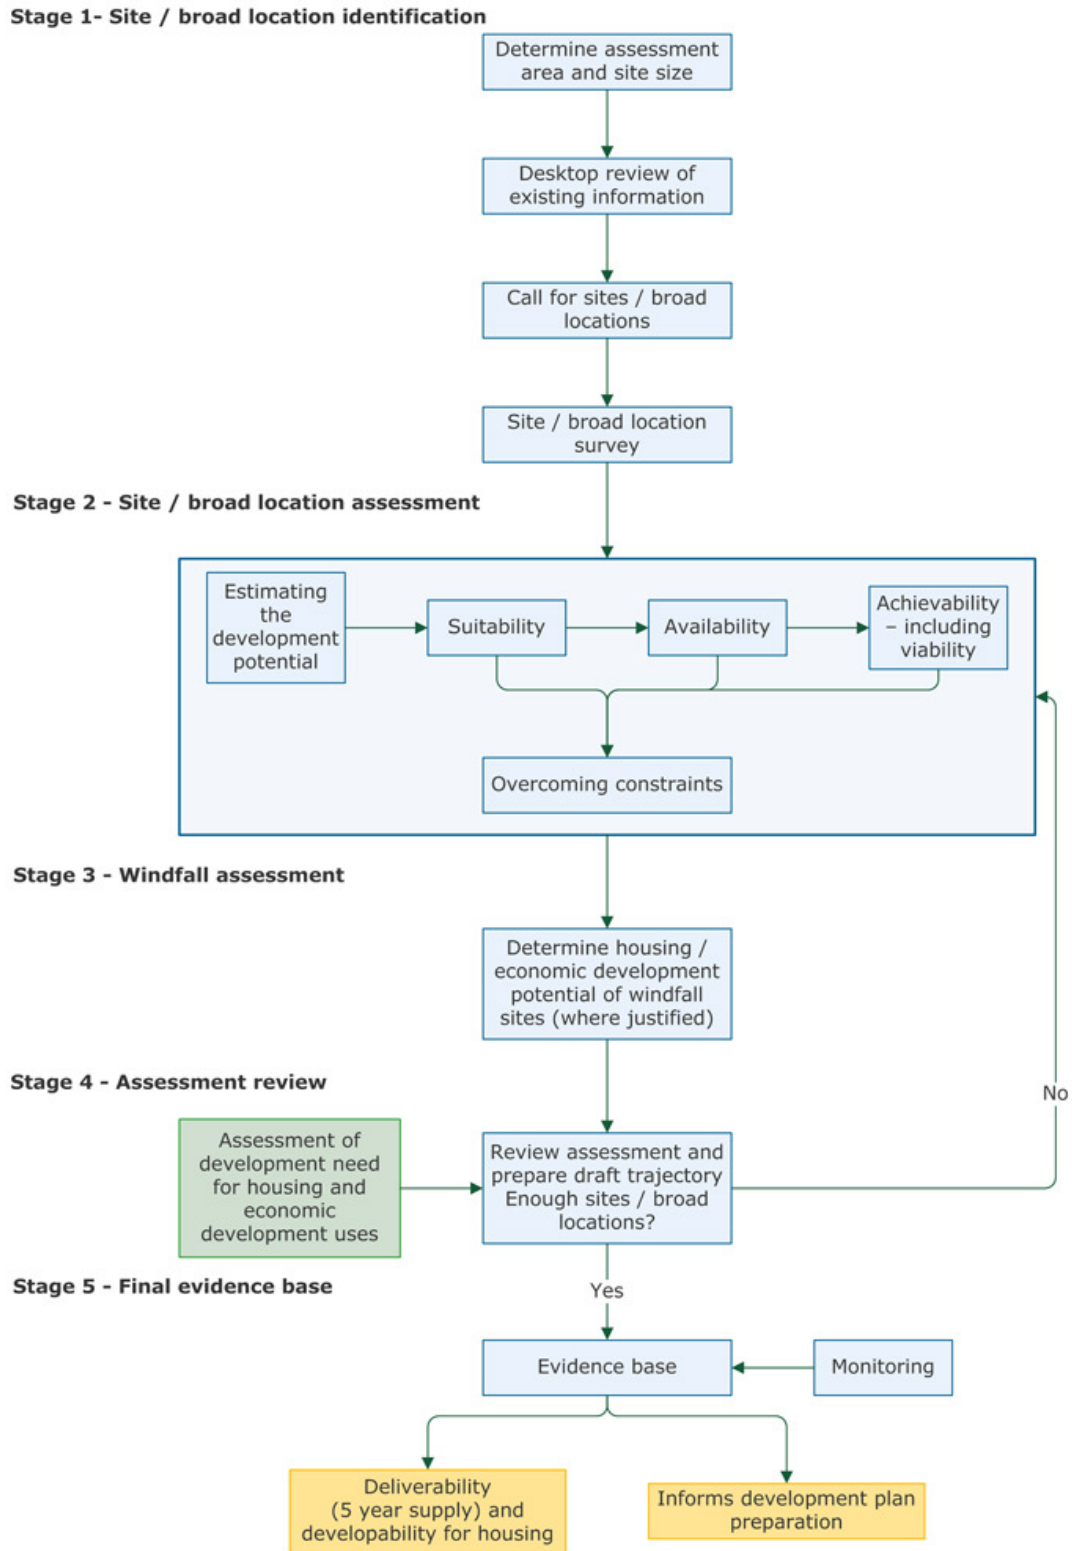 Stage 1- Site / broad location identification
Determine assessment
area and site size
Desktop review of
existing information
Call for sites / broad
locations
Site / broad location
survey
Stage 2 - Site / broad location assessment
Estimating
the
development
potential
Suitability
Availability
Achievability
– including
viability
Overcoming constraints
Stage 3 - Windfall assessment
Determine housing /
economic development
potential of windfall
sites (where justified)
Stage 4 - Assessment review
No
Assessment of
development need
for housing and
economic
development uses
Review assessment and
prepare draft trajectory
Enough sites / broad
locations?
Stage 5 - Final evidence base
Yes
Evidence base
Monitoring
Deliverability
(5 year supply) and
developability for housing
Informs development plan
preparation